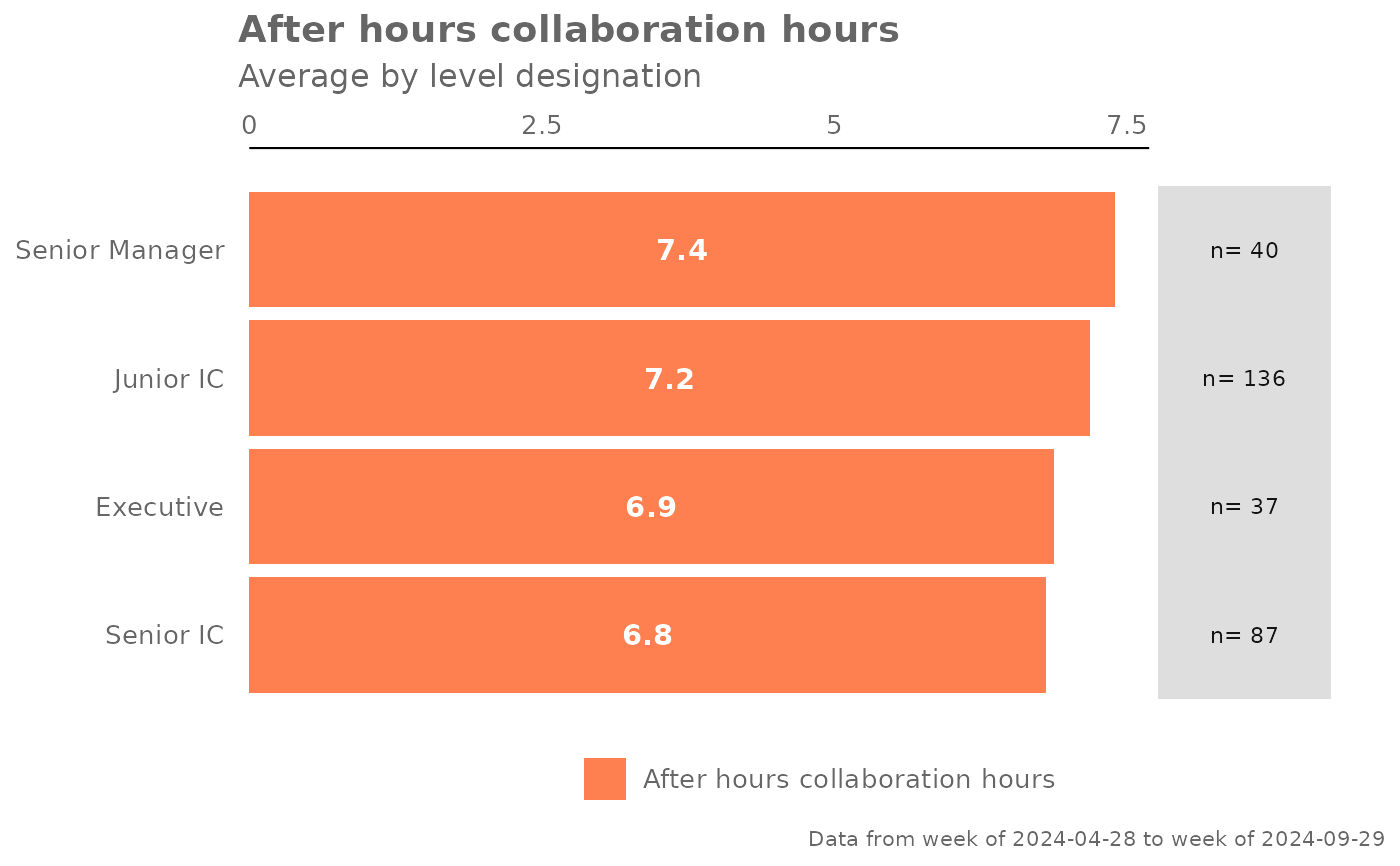 After hours collaboration hours
Average by level designation
0 2.5 5 7.5
Senior Manager 7.4 n= 40
Junior IC 7.2 n= 136
Executive 6.9 n= 37
Senior IC 6.8 n= 87
After hours collaboration hours
Data from week of 2024-04-28 to week of 2024-09-29